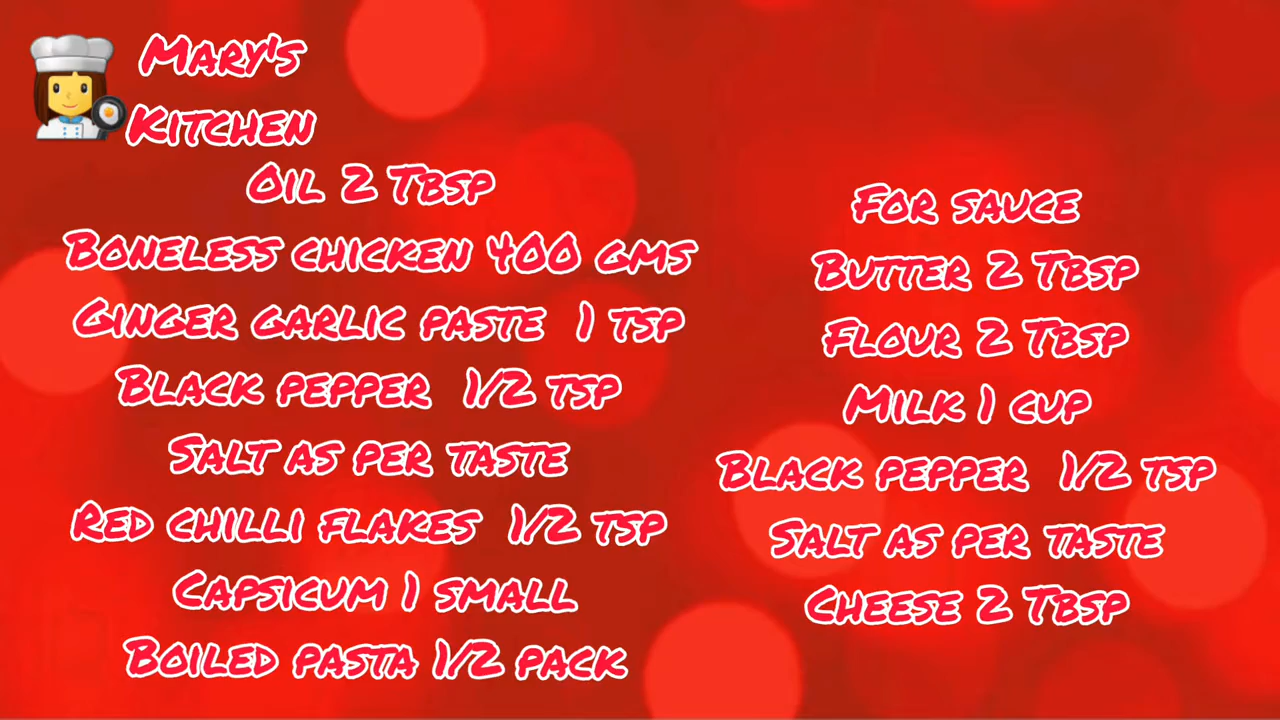 Mary's
Kitchen
Oil 2 Tbsp
Boneless chicken 400 gms
Ginger garlic paste 1 tsp
Black pepper 1/2 tsp
Salt as per taste
Red chilli flakes 1/2 tsp
Capsicum 1 small
Boiled pasta 1/2 pack
For sauce
Butter 2 Tbsp
Flour 2 Tbsp
Milk 1 cup
Black pepper 1/2 tsp
Salt as per taste
Cheese 2 Tbsp